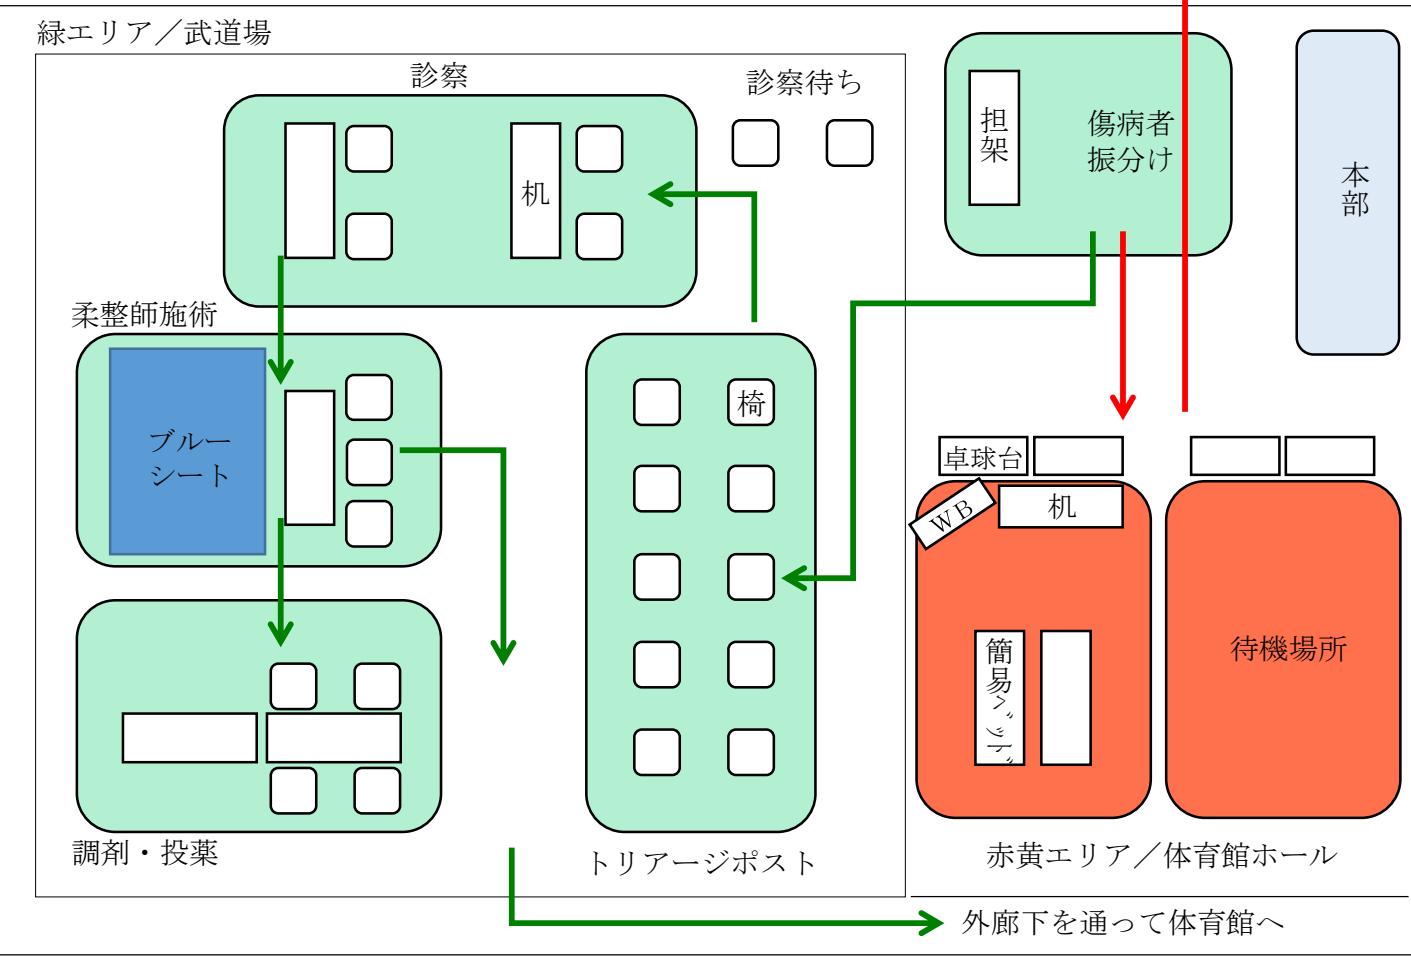 緑エリア／武道場
診察
診察待ち
机
担架
傷病者
振分け
本部
柔整師施術
ブルー
シート
椅
卓球台
WB
机
簡易ベッド
待機場所
調剤・投薬
トリアージポスト
赤黄エリア／体育館ホール
外廊下を通って体育館へ